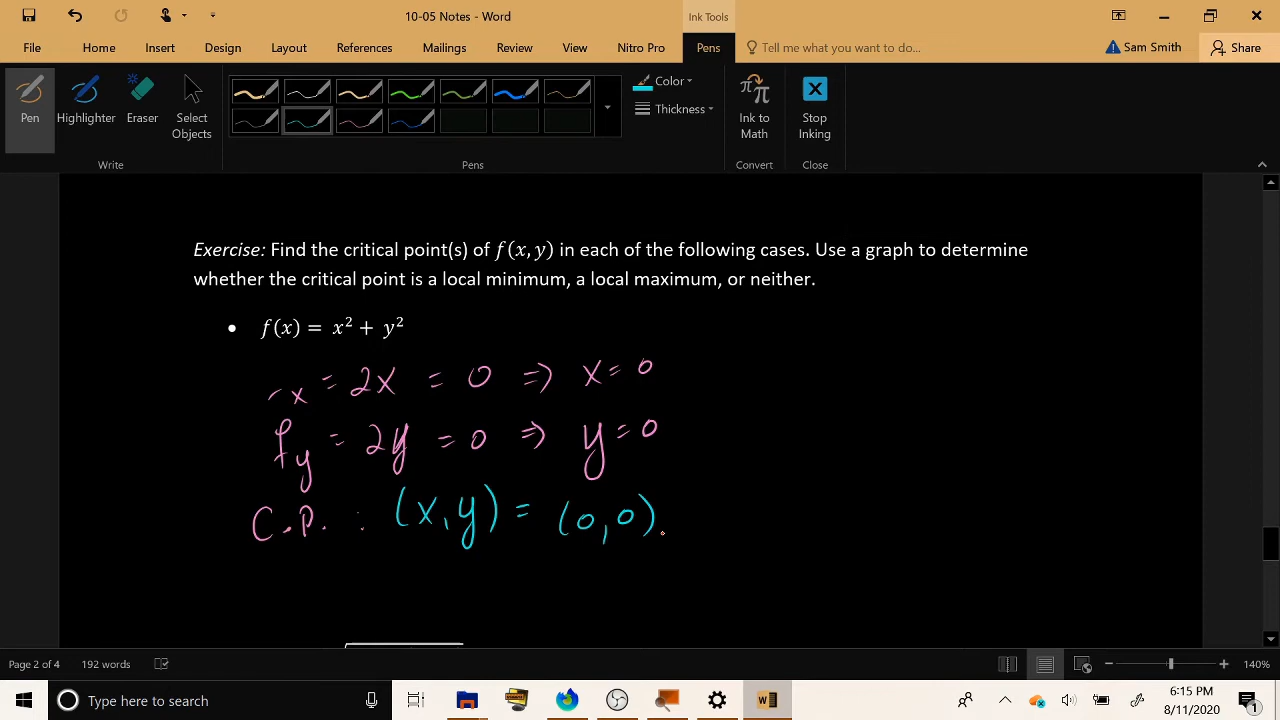 10-05 Notes - Word
Ink Tools
File Home Insert Design Layout References Mailings Review View Nitro Pro Pens Tell me what you want to do... Sam Smith Share
Pen Highlighter Eraser Select Objects
Color
Thickness
Ink to Math
Stop Inking
Write Pens Convert Close
Exercise: Find the critical point(s) of f(x, y) in each of the following cases. Use a graph to determine
whether the critical point is a local minimum, a local maximum, or neither.
• f(x) = x² + y²
x = 2x = 0 => x = 0
fy = 2y = 0 => y = 0
C.P. : (x,y) = (0,0).
Page 2 of 4 192 words 140%
Type here to search
6:15 PM
8/11/2020
1